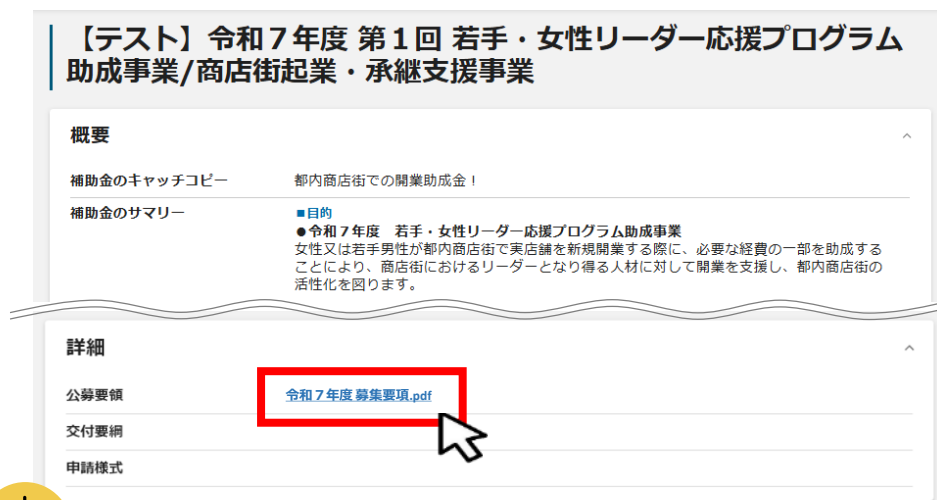 【テスト】令和７年度 第１回 若手・女性リーダー応援プログラム
助成事業/商店街起業・承継支援事業
概要
補助金のキャッチコピー
都内商店街での開業助成金！
補助金のサマリー
■目的
●令和７年度　若手・女性リーダー応援プログラム助成事業
女性又は若手男性が都内商店街で実店舗を新規開業する際に、必要な経費の一部を助成する
ことにより、商店街におけるリーダーとなり得る人材に対して開業を支援し、都内商店街の
活性化を図ります。
詳細
公募要領
令和７年度 募集要項.pdf
交付要綱
申請様式